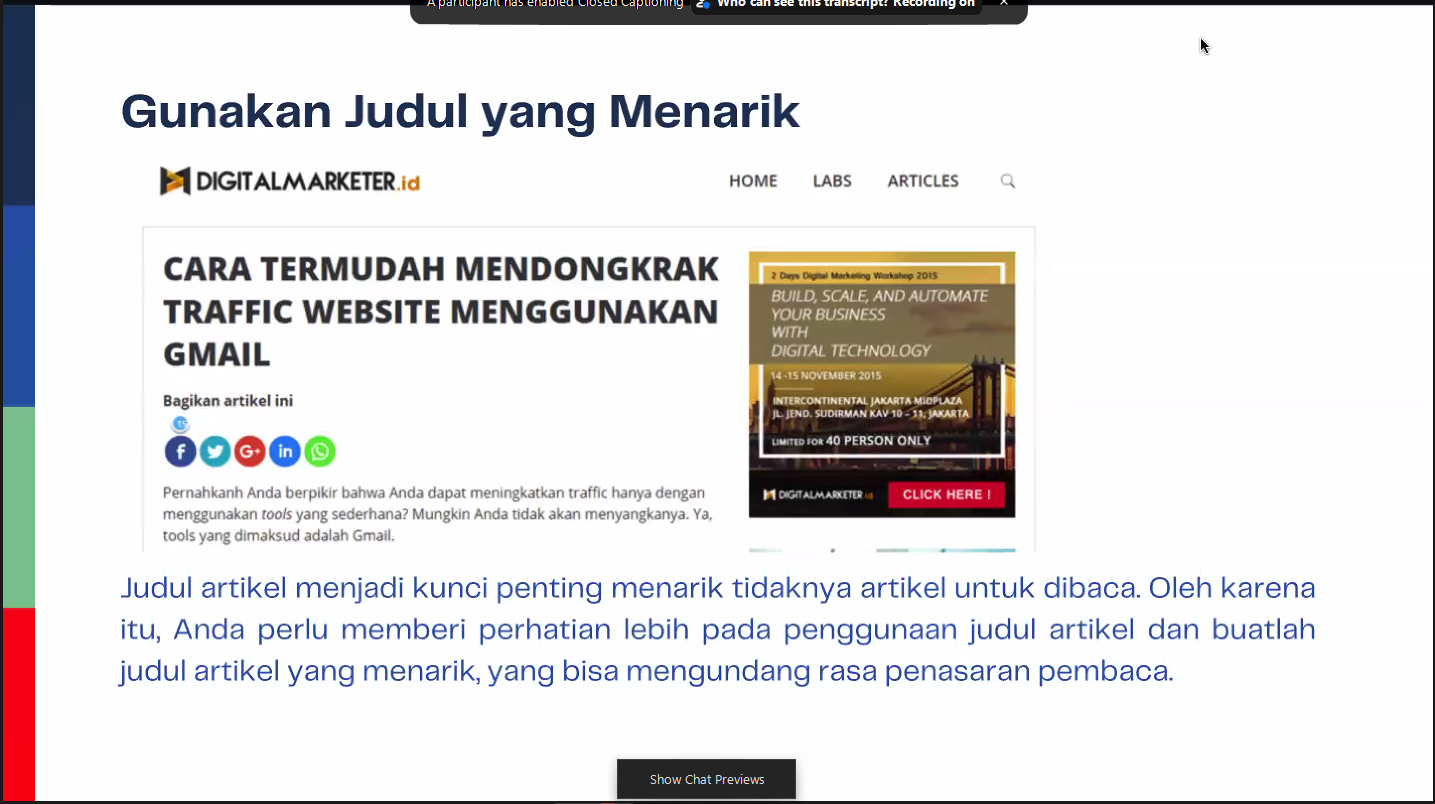 A participant has enabled Closed Captioning Who can see this transcript? Recording on ×
Gunakan Judul yang Menarik
DIGITALMARKETER.id
HOME LABS ARTICLES
CARA TERMUDAH MENDONGKRAK
TRAFFIC WEBSITE MENGGUNAKAN
GMAIL
Bagikan artikel ini
f G+ in
Pernahkanh Anda berpikir bahwa Anda dapat meningkatkan traffic hanya dengan
menggunakan tools yang sederhana? Mungkin Anda tidak akan menyangkanya. Ya,
tools yang dimaksud adalah Gmail.
2 Days Digital Marketing Workshop 2015
BUILD, SCALE, AND AUTOMATE
YOUR BUSINESS
WITH
DIGITAL TECHNOLOGY
14 -15 NOVEMBER 2015
INTERCONTINENTAL JAKARTA MIDPLAZA
JL. JEND. SUDIRMAN KAV 10 – 11, JAKARTA
LIMITED FOR 40 PERSON ONLY
DIGITALMARKETER.id CLICK HERE !
Judul artikel menjadi kunci penting menarik tidaknya artikel untuk dibaca. Oleh karena
itu, Anda perlu memberi perhatian lebih pada penggunaan judul artikel dan buatlah
judul artikel yang menarik, yang bisa mengundang rasa penasaran pembaca.
Show Chat Previews